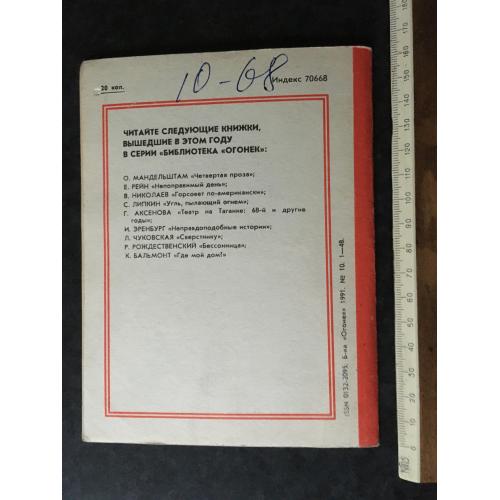 20 коп.
10-68
Индекс 70668
ЧИТАЙТЕ СЛЕДУЮЩИЕ КНИЖКИ,
ВЫШЕДШИЕ В ЭТОМ ГОДУ
В СЕРИИ «БИБЛИОТЕКА «ОГОНЕК»:
О. МАНДЕЛЬШТАМ «Четвертая проза»;
Е. РЕЙН «Непоправимый день»;
В. НИКОЛАЕВ «Горсовет по-американски»;
С. ЛИПКИН «Угль, пылающий огнем»;
Г. АКСЕНОВА «Театр на Таганке: 68-й и другие
годы»;
И. ЭРЕНБУРГ «Неправдоподобные истории»;
Л. ЧУКОВСКАЯ «Сверстнику»;
Р. РОЖДЕСТВЕНСКИЙ «Бессонница»;
К. БАЛЬМОНТ «Где мой дом?»
ISSN 0132-2095. Б-ка «Огонек» 1991. № 10. 1—48.